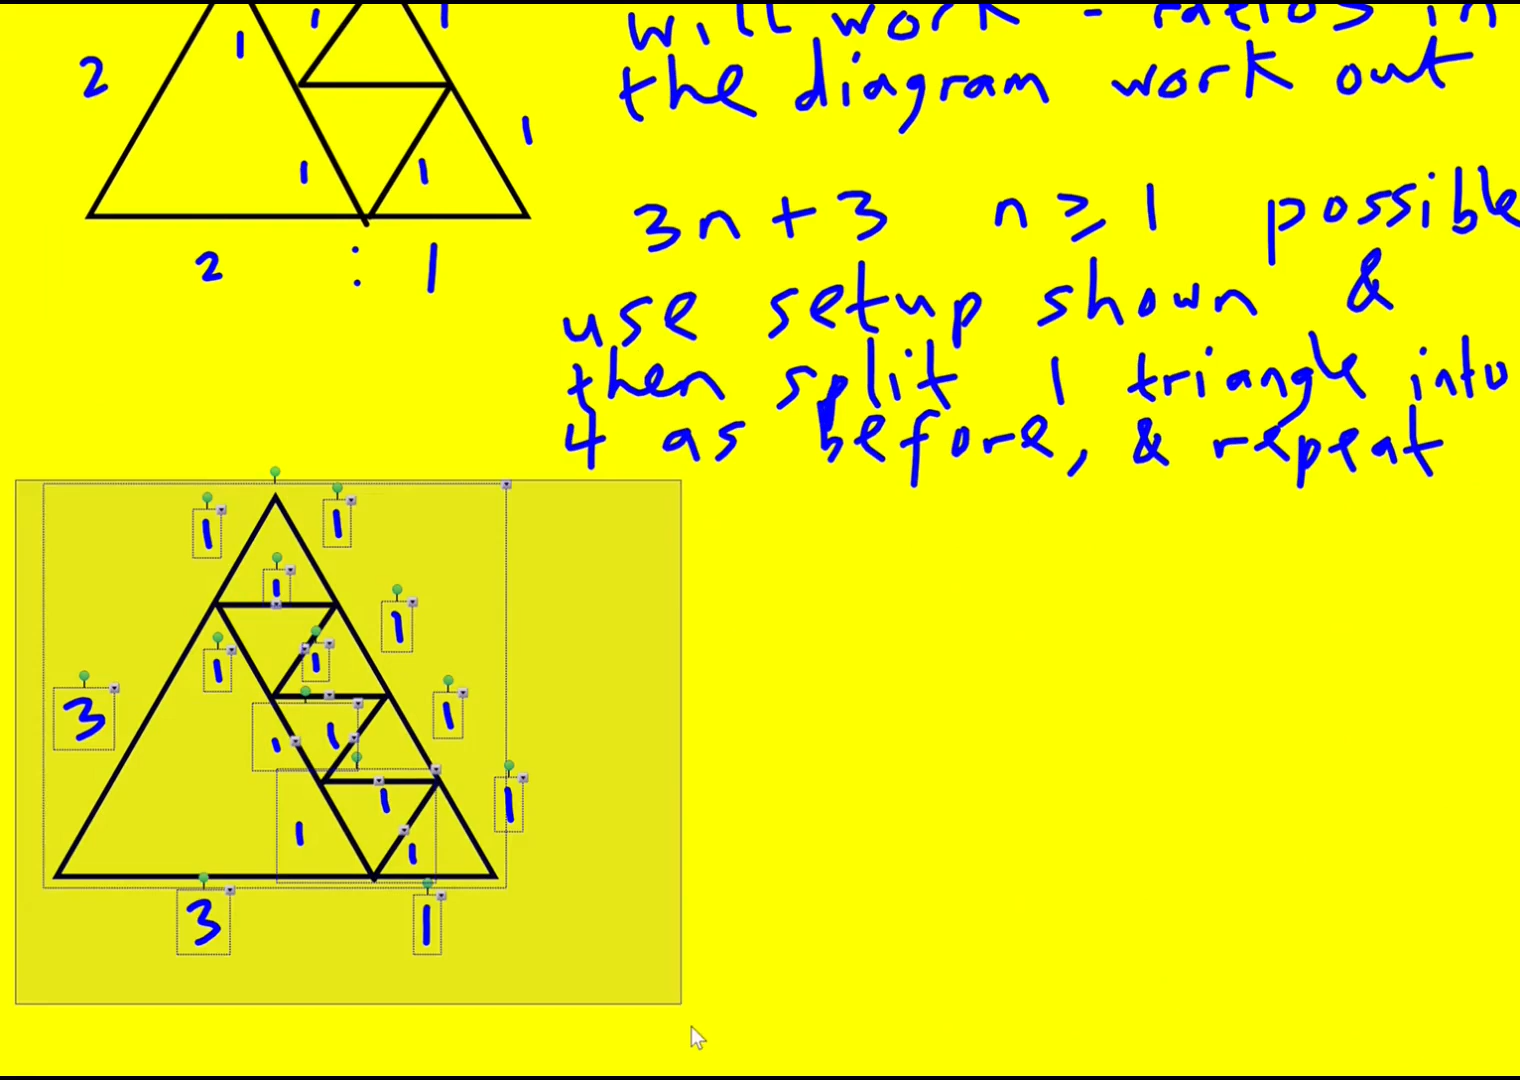 will work - ratios in
the diagram work out
1 1 1
2
1
1 1
2 : 1
3n + 3 n ≥ 1 possible
use setup shown &
then split 1 triangle into
4 as before, & repeat
1 1
1
1
1 1
3 1
1 1
1
1
1
1
3 1